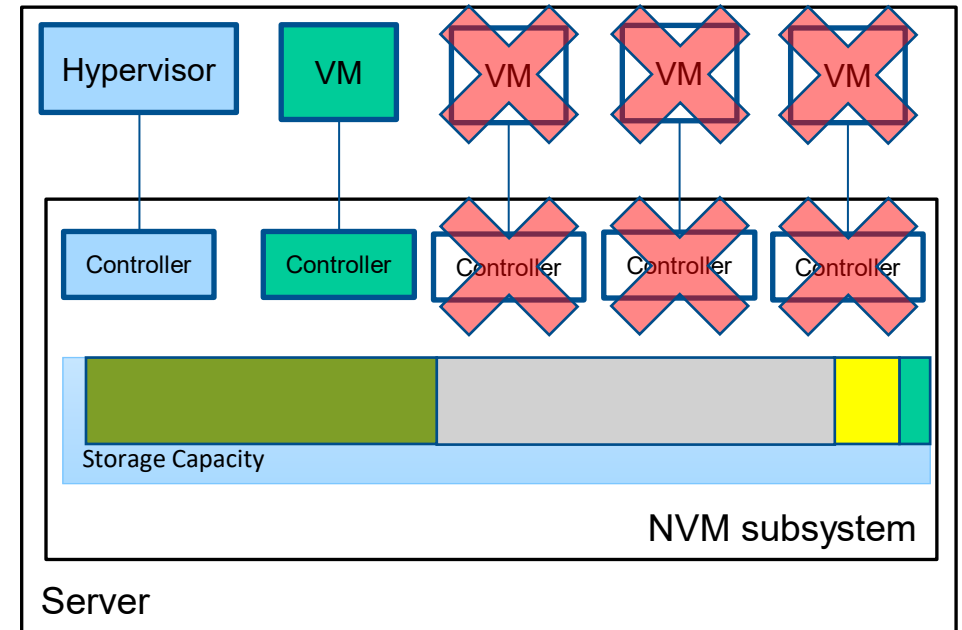 Hypervisor
VM
VM
VM
VM
Controller
Controller
Controller
Controller
Controller
Storage Capacity
NVM subsystem
Server